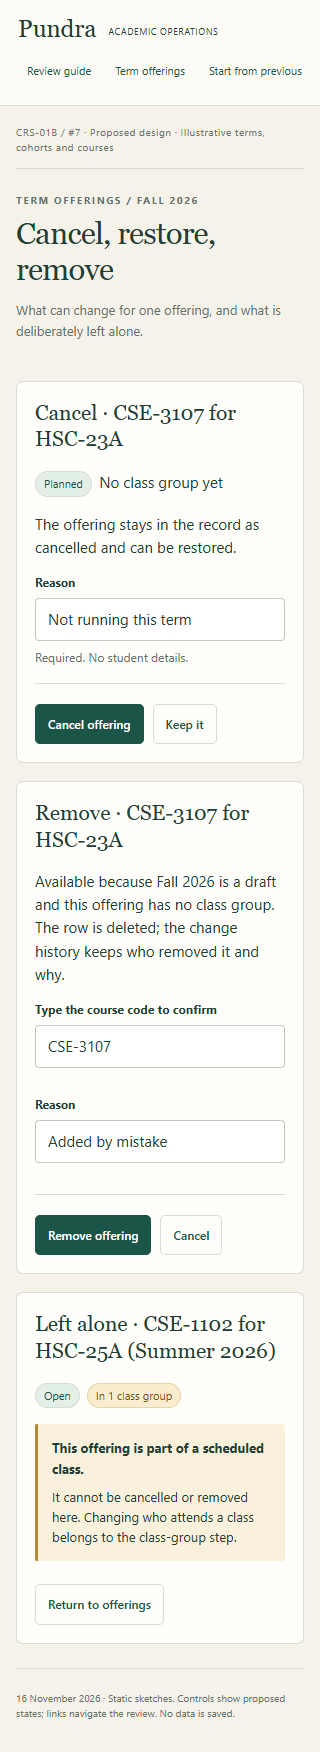 Pundra ACADEMIC OPERATIONS
Review guide Term offerings Start from previous
CRS-01B / #7 · Proposed design · Illustrative terms,
cohorts and courses
TERM OFFERINGS / FALL 2026
Cancel, restore,
remove
What can change for one offering, and what is
deliberately left alone.
Cancel · CSE-3107 for
HSC-23A
Planned No class group yet
The offering stays in the record as
cancelled and can be restored.
Reason
Not running this term
Required. No student details.
Cancel offering Keep it
Remove · CSE-3107 for
HSC-23A
Available because Fall 2026 is a draft
and this offering has no class group.
The row is deleted; the change
history keeps who removed it and
why.
Type the course code to confirm
CSE-3107
Reason
Added by mistake
Remove offering Cancel
Left alone · CSE-1102 for
HSC-25A (Summer 2026)
Open In 1 class group
This offering is part of a scheduled
class.
It cannot be cancelled or removed
here. Changing who attends a class
belongs to the class-group step.
Return to offerings
16 November 2026 · Static sketches. Controls show proposed
states; links navigate the review. No data is saved.